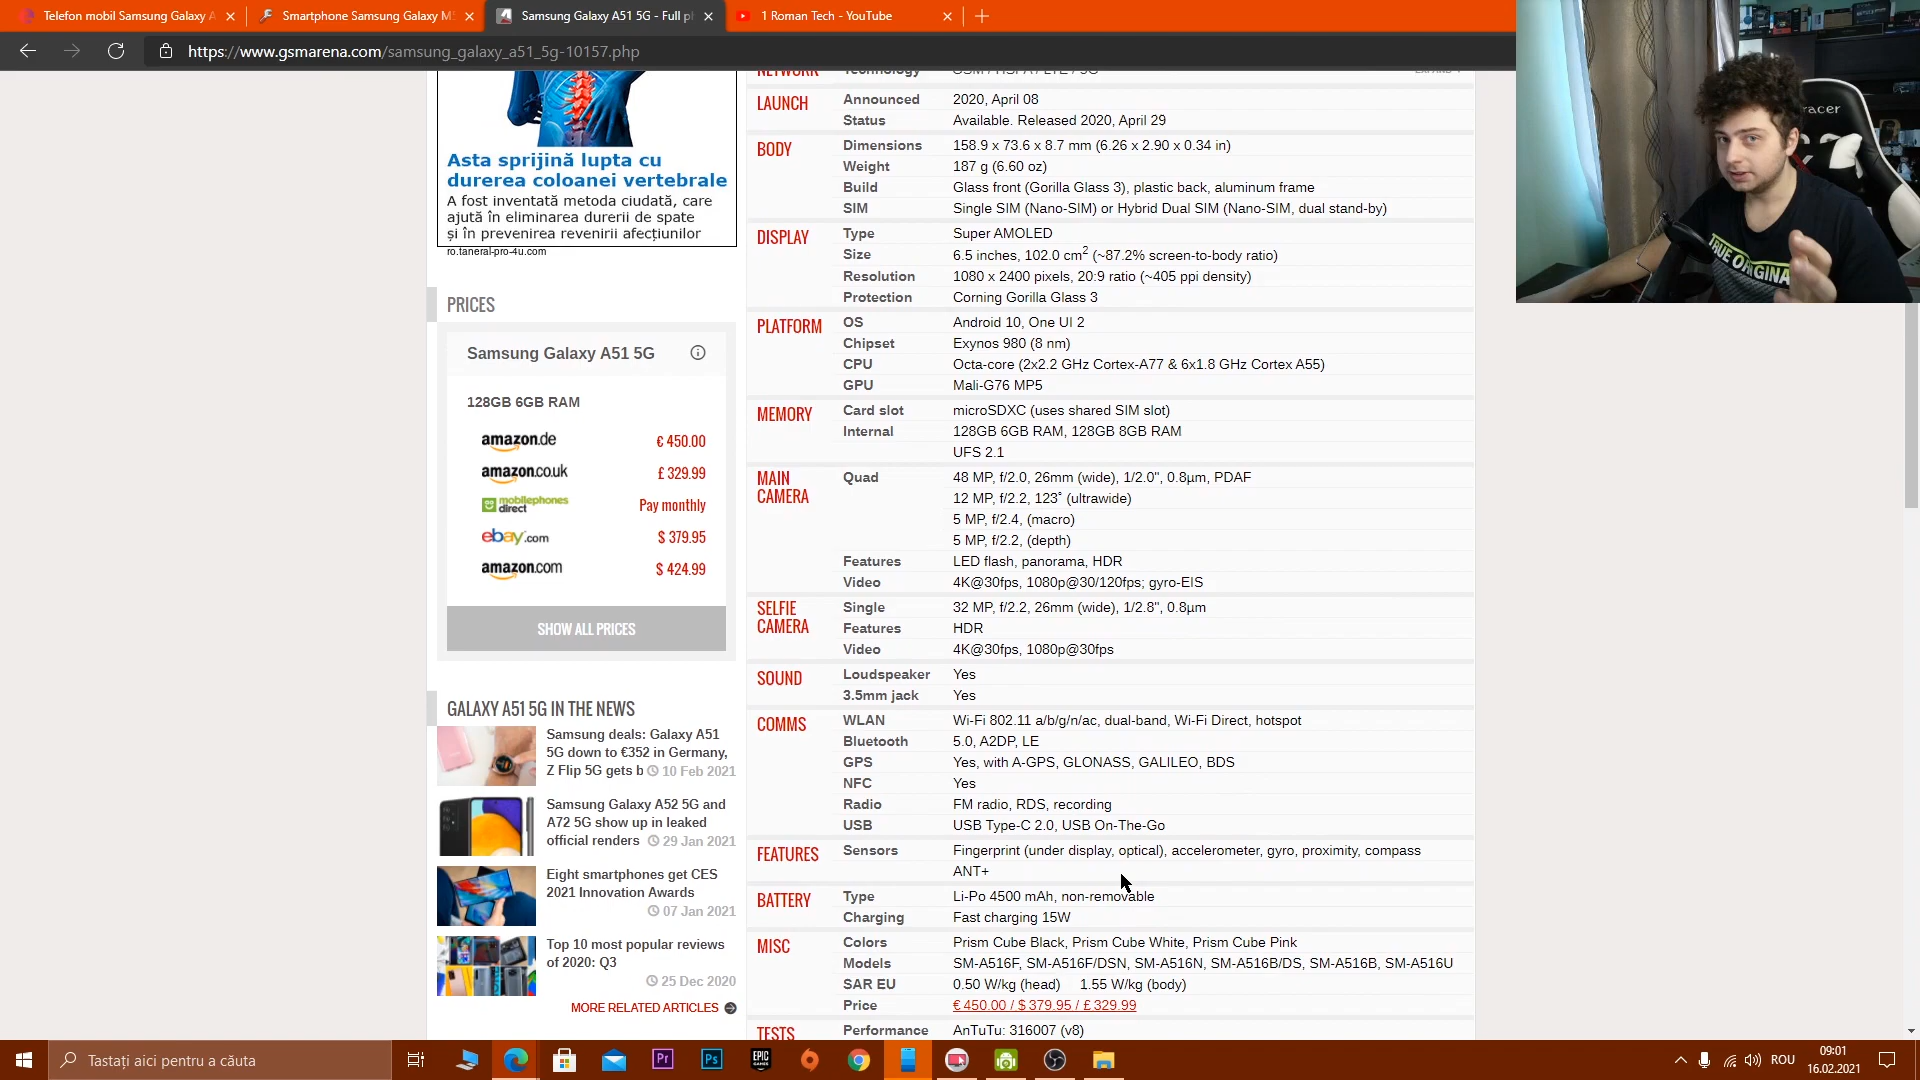 Telefon mobil Samsung Galaxy A
Smartphone Samsung Galaxy M5
Samsung Galaxy A51 5G - Full p
1 Roman Tech - YouTube
https://www.gsmarena.com/samsung_galaxy_a51_5g-10157.php
Asta sprijină lupta cu
durerea coloanei vertebrale
A fost inventată metoda ciudată, care
ajută în eliminarea durerii de spate
și în prevenirea revenirii afecțiunilor
ro.taneral-pro-4u.com
PRICES
Samsung Galaxy A51 5G
128GB 6GB RAM
amazon.de € 450.00
amazon.co.uk £ 329.99
mobilephones direct Pay monthly
ebay.com $ 379.95
amazon.com $ 424.99
SHOW ALL PRICES
GALAXY A51 5G IN THE NEWS
Samsung deals: Galaxy A51
5G down to €352 in Germany,
Z Flip 5G gets b 10 Feb 2021
Samsung Galaxy A52 5G and
A72 5G show up in leaked
official renders 29 Jan 2021
Eight smartphones get CES
2021 Innovation Awards
07 Jan 2021
Top 10 most popular reviews
of 2020: Q3
25 Dec 2020
MORE RELATED ARTICLES
NETWORK Technology GSM / HSPA / LTE / 5G EXPAND
LAUNCH Announced 2020, April 08
Status Available. Released 2020, April 29
BODY Dimensions 158.9 x 73.6 x 8.7 mm (6.26 x 2.90 x 0.34 in)
Weight 187 g (6.60 oz)
Build Glass front (Gorilla Glass 3), plastic back, aluminum frame
SIM Single SIM (Nano-SIM) or Hybrid Dual SIM (Nano-SIM, dual stand-by)
DISPLAY Type Super AMOLED
Size 6.5 inches, 102.0 cm2 (~87.2% screen-to-body ratio)
Resolution 1080 x 2400 pixels, 20:9 ratio (~405 ppi density)
Protection Corning Gorilla Glass 3
PLATFORM OS Android 10, One UI 2
Chipset Exynos 980 (8 nm)
CPU Octa-core (2x2.2 GHz Cortex-A77 & 6x1.8 GHz Cortex A55)
GPU Mali-G76 MP5
MEMORY Card slot microSDXC (uses shared SIM slot)
Internal 128GB 6GB RAM, 128GB 8GB RAM
UFS 2.1
MAIN CAMERA Quad 48 MP, f/2.0, 26mm (wide), 1/2.0", 0.8µm, PDAF
12 MP, f/2.2, 123˚ (ultrawide)
5 MP, f/2.4, (macro)
5 MP, f/2.2, (depth)
Features LED flash, panorama, HDR
Video 4K@30fps, 1080p@30/120fps; gyro-EIS
SELFIE CAMERA Single 32 MP, f/2.2, 26mm (wide), 1/2.8", 0.8µm
Features HDR
Video 4K@30fps, 1080p@30fps
SOUND Loudspeaker Yes
3.5mm jack Yes
COMMS WLAN Wi-Fi 802.11 a/b/g/n/ac, dual-band, Wi-Fi Direct, hotspot
Bluetooth 5.0, A2DP, LE
GPS Yes, with A-GPS, GLONASS, GALILEO, BDS
NFC Yes
Radio FM radio, RDS, recording
USB USB Type-C 2.0, USB On-The-Go
FEATURES Sensors Fingerprint (under display, optical), accelerometer, gyro, proximity, compass
ANT+
BATTERY Type Li-Po 4500 mAh, non-removable
Charging Fast charging 15W
MISC Colors Prism Cube Black, Prism Cube White, Prism Cube Pink
Models SM-A516F, SM-A516F/DSN, SM-A516N, SM-A516B/DS, SM-A516B, SM-A516U
SAR EU 0.50 W/kg (head) 1.55 W/kg (body)
Price € 450.00 / $ 379.95 / £ 329.99
TESTS Performance AnTuTu: 316007 (v8)
acer
TRUE ORIGINA
Tastați aici pentru a căuta
Pr
Ps
EPIC
GAMES
ROU
09:01
16.02.2021